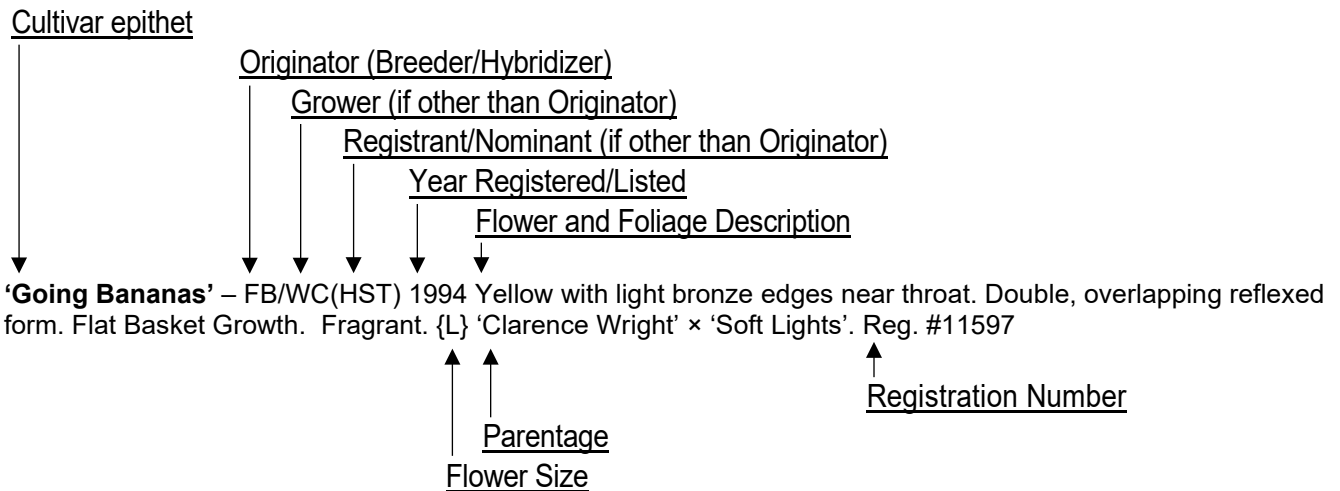 Cultivar epithet
Originator (Breeder/Hybridizer)
Grower (if other than Originator)
Registrant/Nominant (if other than Originator)
Year Registered/Listed
Flower and Foliage Description
‘Going Bananas’ – FB/WC(HST) 1994 Yellow with light bronze edges near throat. Double, overlapping reflexed
form. Flat Basket Growth.  Fragrant. {L} ‘Clarence Wright’ × ‘Soft Lights’. Reg. #11597
Registration Number
Parentage
Flower Size